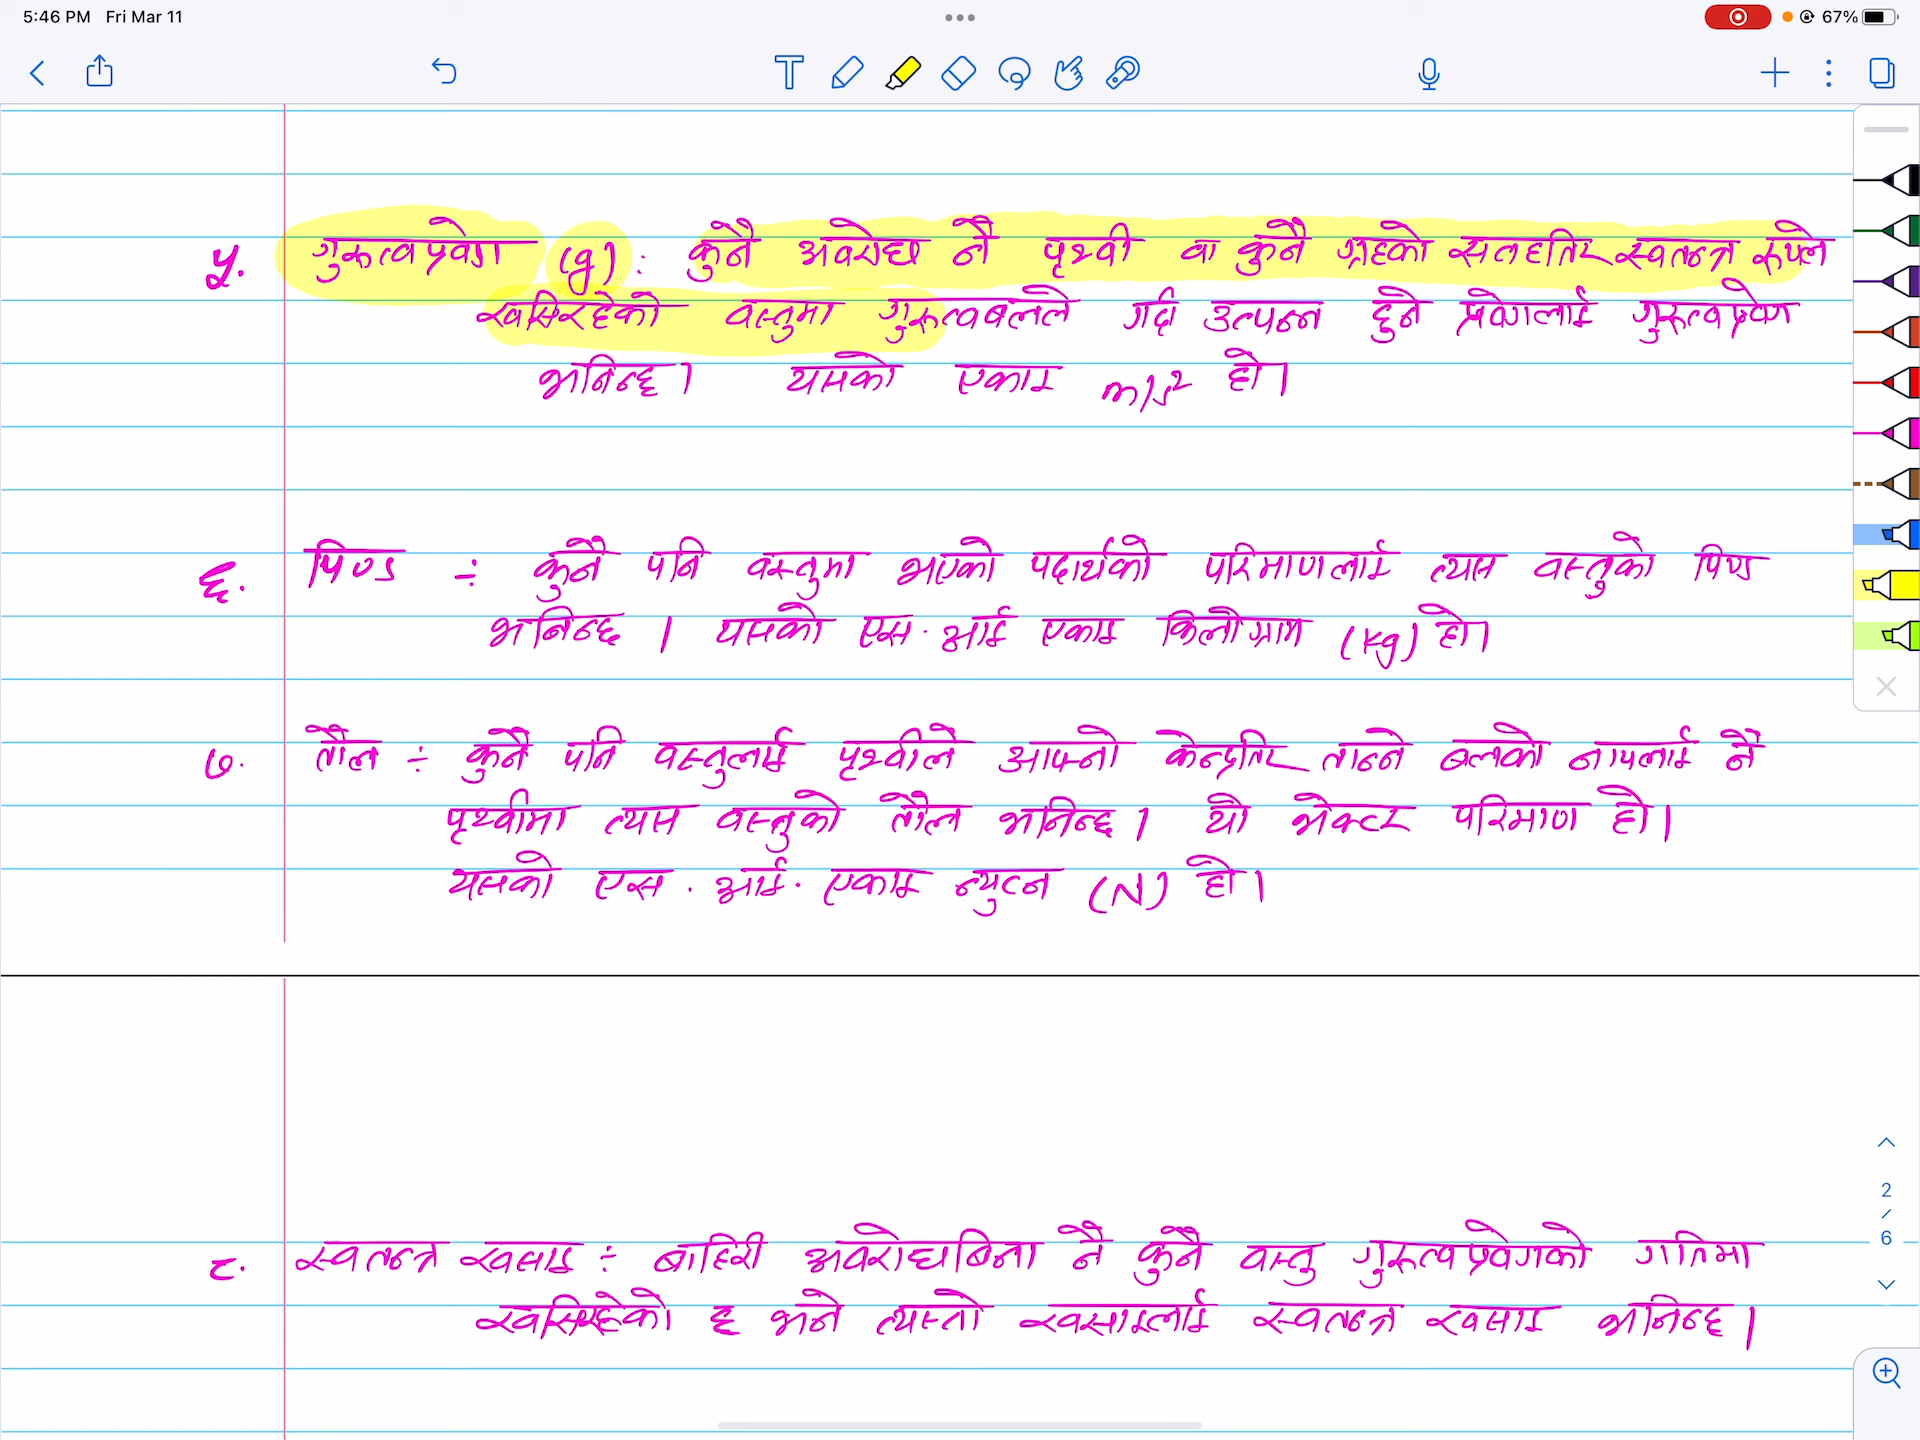 5:46 PM Fri Mar 11
67%
५. गुरुत्वप्रवेग (g) : कुनै अवरोध नै पृथ्वी वा कुनै ग्रहको सतहतिर स्वतन्त्र रूपले
खसिरहेको वस्तुमा गुरुत्वबलले गर्दा उत्पन्न हुने प्रवेगलाई गुरुत्वप्रवेग
भनिन्छ। यसको एकाइ m/s² हो।
६. पिण्ड ÷ कुनै पनि वस्तुमा भएको पदार्थको परिमाणलाई त्यस वस्तुको पिण्ड
भनिन्छ । यसको एस. आई एकाइ किलोग्राम (kg) हो।
७. तौल ÷ कुनै पनि वस्तुलाई पृथ्वीले आफ्नो केन्द्रतिर तान्ने बलको नापलाई नै
पृथ्वीमा त्यस वस्तुको तौल भनिन्छ। यो भेक्टर परिमाण हो।
यसको एस. आई. एकाइ न्युटन (N) हो।
2
/
6
८. स्वतन्त्र खसाइ ÷ बाहिरी अवरोधबिना नै कुनै वस्तु गुरुत्वप्रवेगको गतिमा
खसिरहेको छ भने त्यस्तो खसाइलाई स्वतन्त्र खसाइ भनिन्छ।